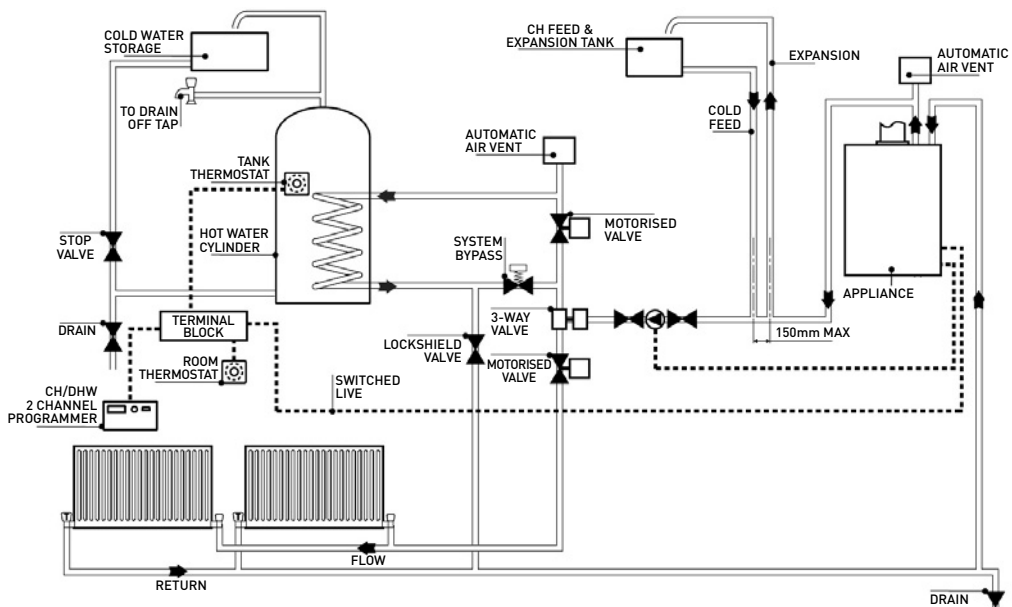 COLD WATER
STORAGE
TO DRAIN
OFF TAP
TANK
THERMOSTAT
STOP
VALVE
HOT WATER
CYLINDER
DRAIN
TERMINAL
BLOCK
ROOM
THERMOSTAT
CH/DHW
2 CHANNEL
PROGRAMMER
SWITCHED
LIVE
AUTOMATIC
AIR VENT
SYSTEM
BYPASS
MOTORISED
VALVE
3-WAY
VALVE
LOCKSHIELD
VALVE
MOTORISED
VALVE
CH FEED &
EXPANSION TANK
EXPANSION
COLD
FEED
AUTOMATIC
AIR VENT
APPLIANCE
150mm MAX
FLOW
RETURN
DRAIN